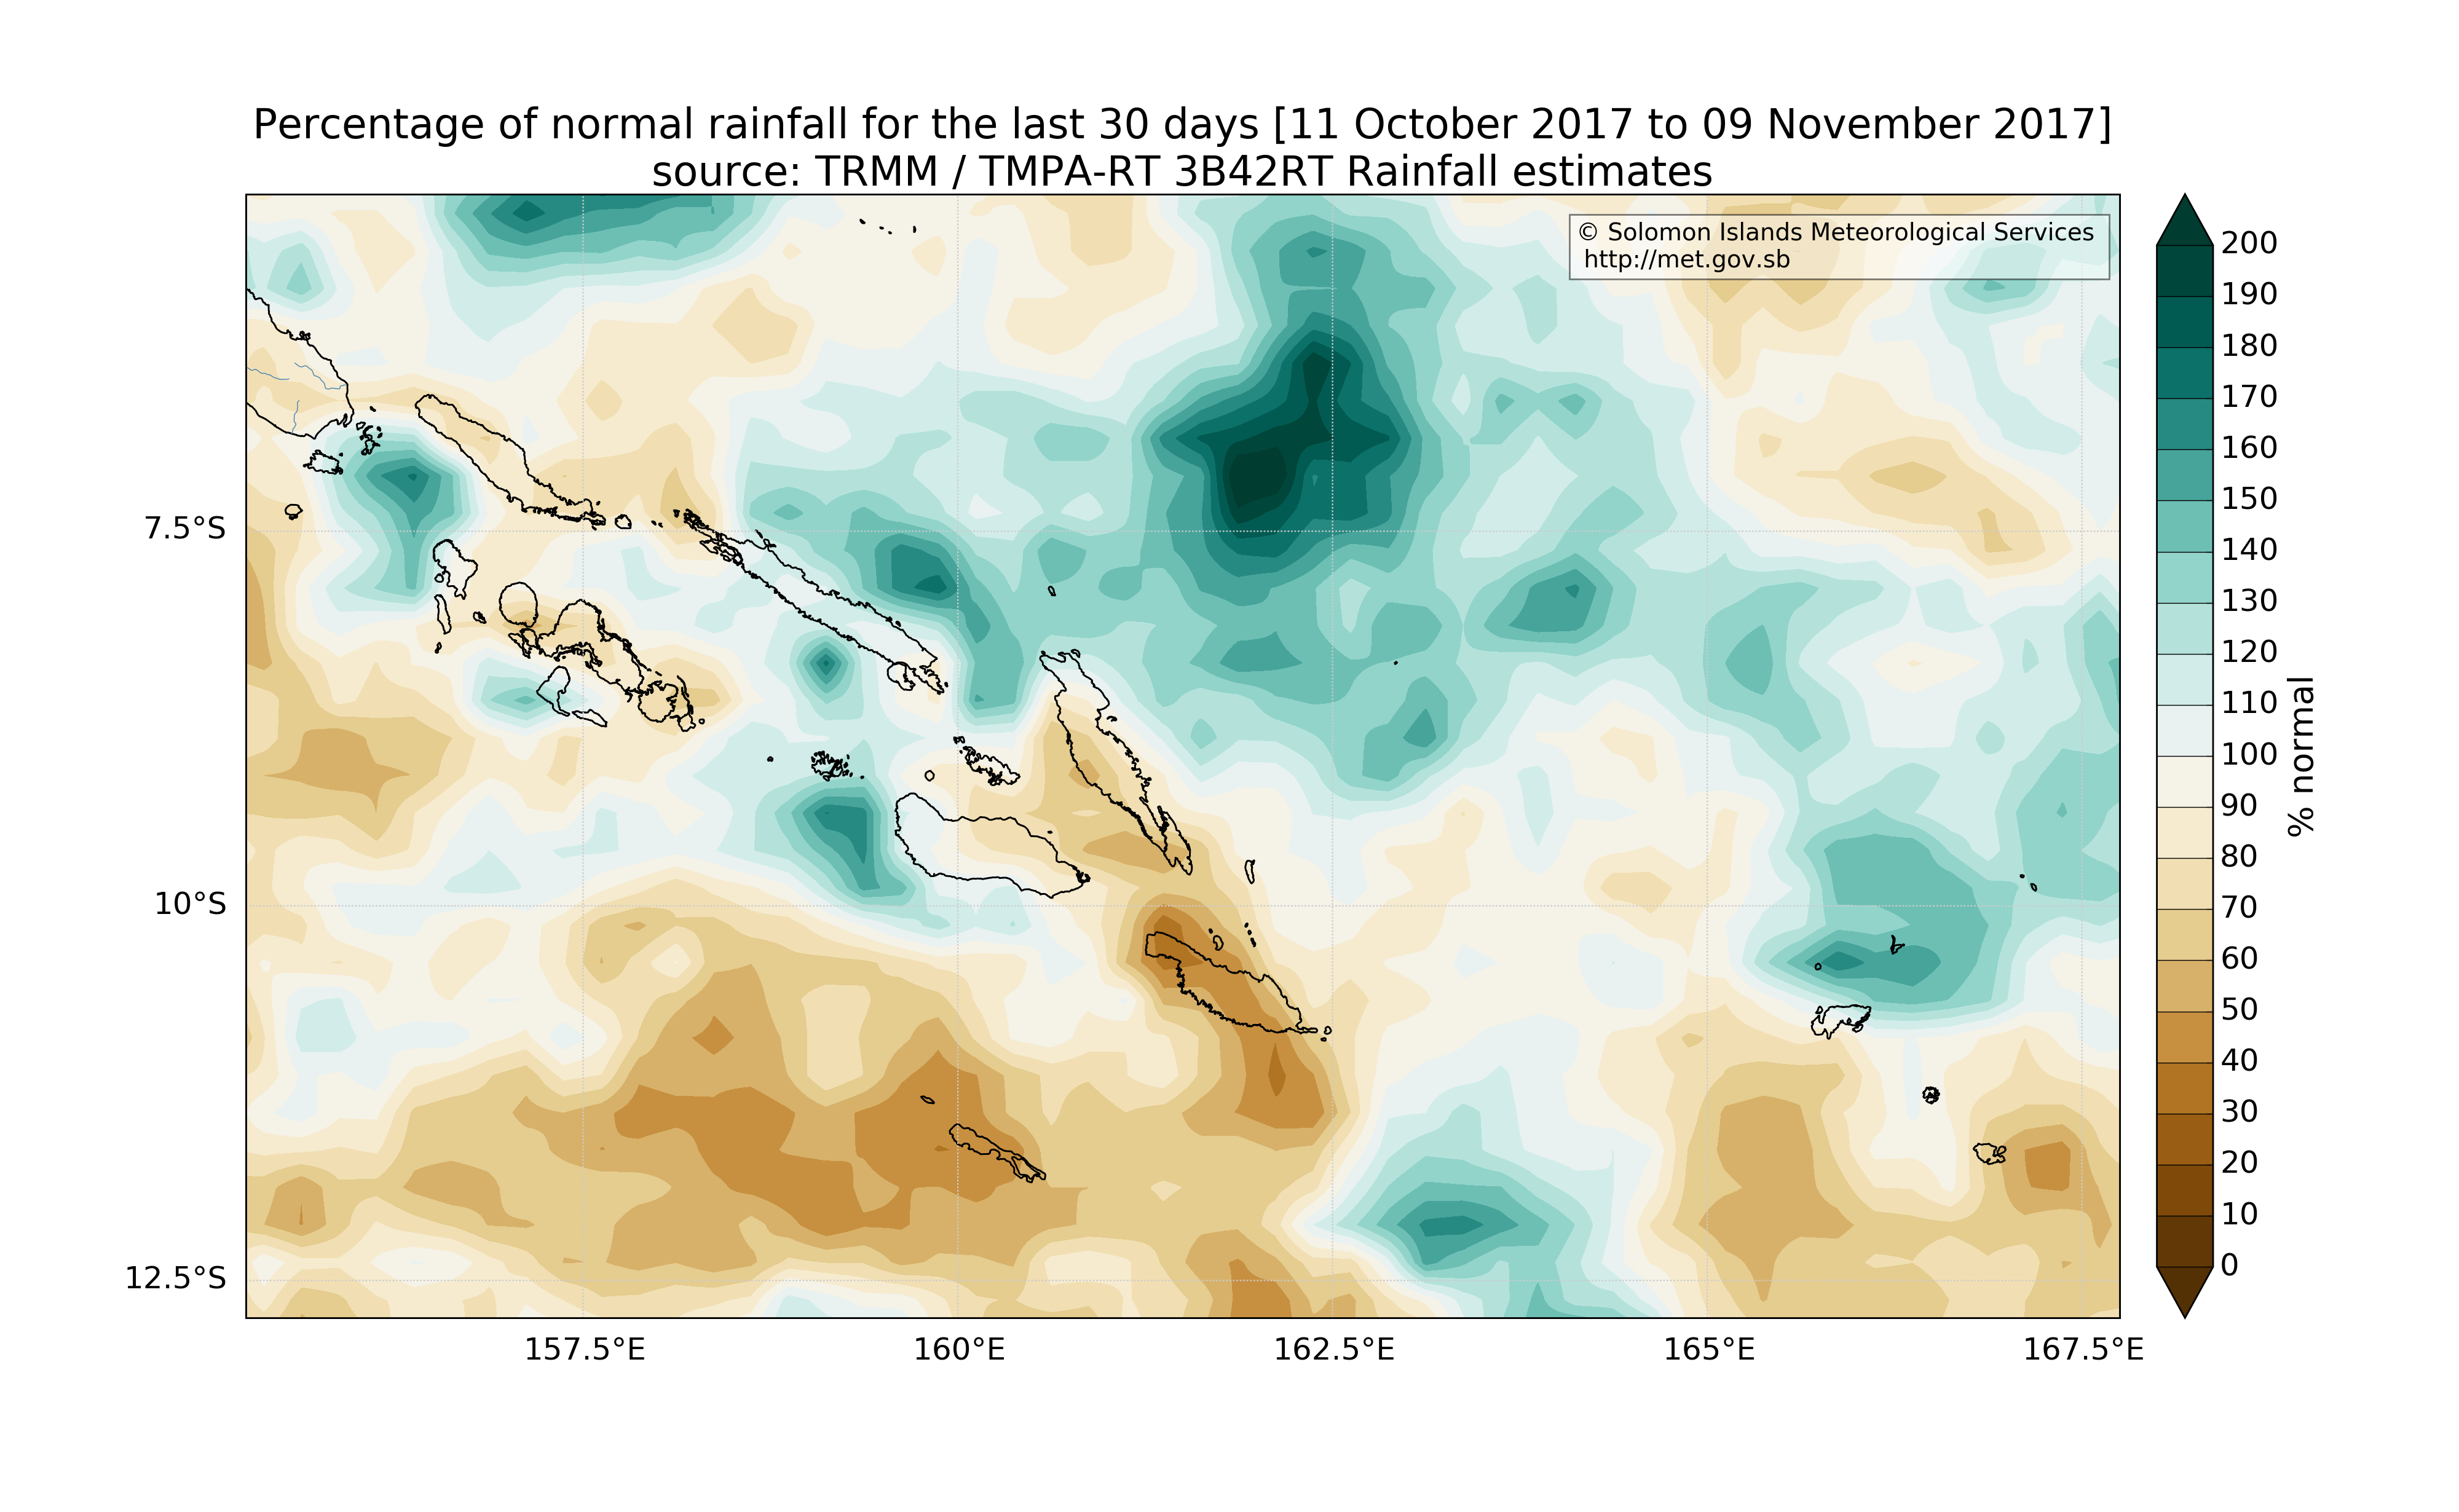 Percentage of normal rainfall for the last 30 days [11 October 2017 to 09 November 2017]
source: TRMM / TMPA-RT 3B42RT Rainfall estimates
© Solomon Islands Meteorological Services
http://met.gov.sb
7.5°S
10°S
12.5°S
157.5°E
160°E
162.5°E
165°E
167.5°E
200
190
180
170
160
150
140
130
120
110
100
90
80
70
60
50
40
30
20
10
0
% normal